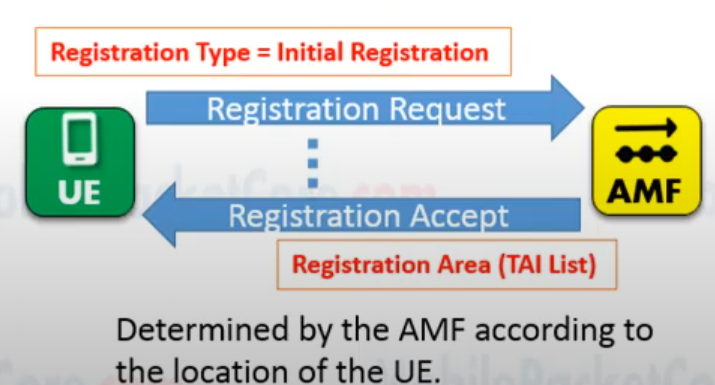 Registration Type = Initial Registration
Registration Request
UE
AMF
Registration Accept
Registration Area (TAI List)
Determined by the AMF according to
the location of the UE.